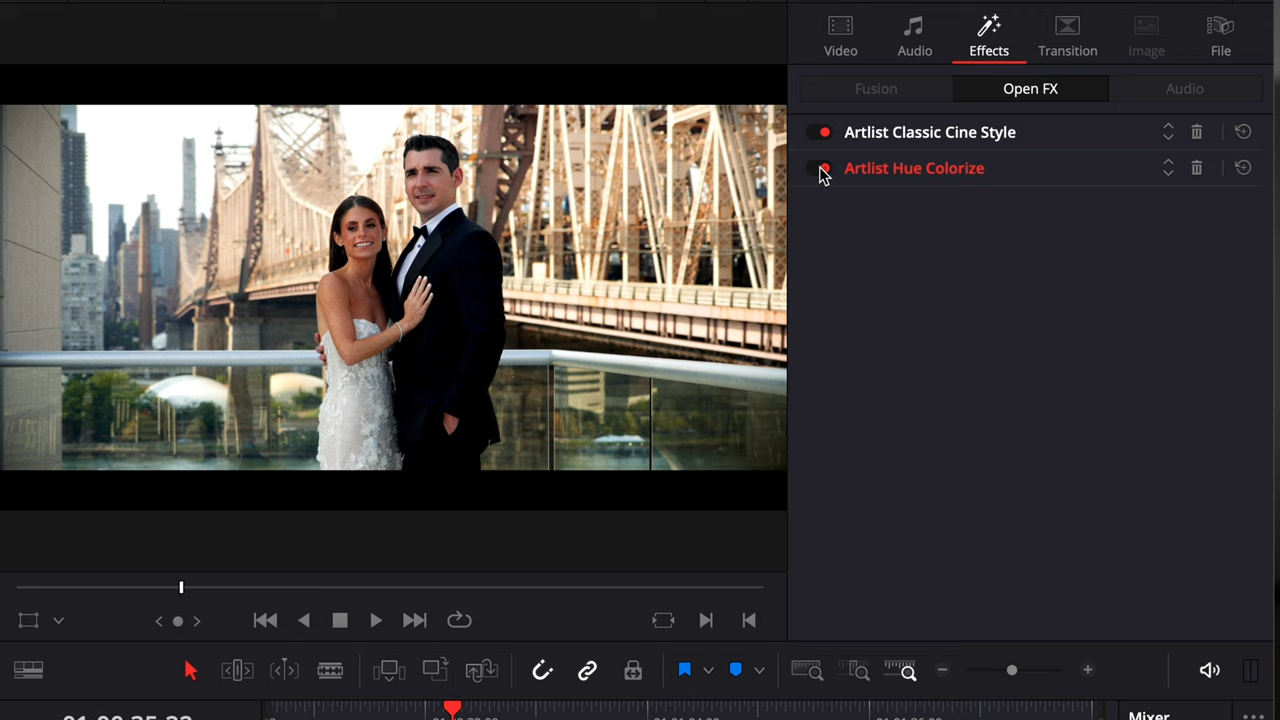 Video
Audio
Effects
Transition
Image
File
Fusion
Open FX
Audio
Artlist Classic Cine Style
Artlist Hue Colorize
Mixer